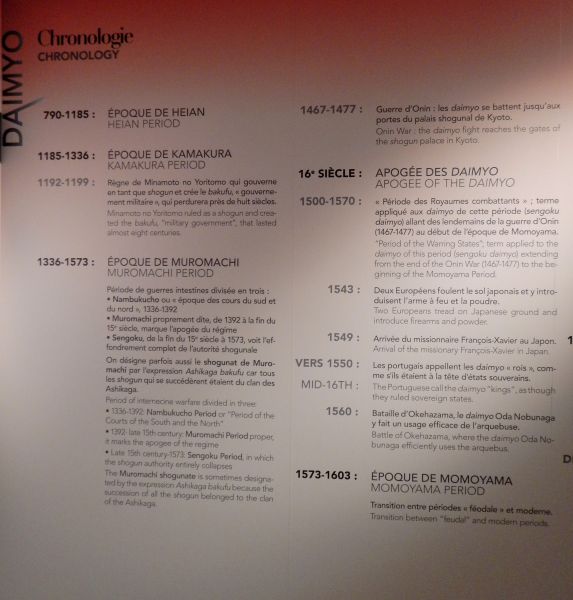 DAIMYO
Chronologie
CHRONOLOGY
790-1185 : ÉPOQUE DE HEIAN
HEIAN PERIOD
1185-1336 : ÉPOQUE DE KAMAKURA
KAMAKURA PERIOD
1192-1199 : Règne de Minamoto no Yoritomo qui gouverne
en tant que shogun et crée le bakufu, « gouverne-
ment militaire », qui perdurera près de huit siècles.
Minamoto no Yoritomo ruled as a shogun and crea-
ted the bakufu, "military government", that lasted
almost eight centuries.
1336-1573 : ÉPOQUE DE MUROMACHI
MUROMACHI PERIOD
Période de guerres intestines divisée en trois :
• Nambukucho ou « époque des cours du sud et
du nord », 1336-1392
• Muromachi proprement dite, de 1392 à la fin du
15e siècle, marque l'apogée du régime
• Sengoku, de la fin du 15e siècle à 1573, voit l'ef-
fondrement complet de l'autorité shogunale
On désigne parfois aussi le shogunat de Muro-
machi par l'expression Ashikaga bakufu car tous
les shogun qui se succédèrent étaient du clan des
Ashikaga.
Period of internecine warfare divided in three:
• 1336-1392: Nambukucho Period or "Period of the
Courts of the South and the North"
• 1392- late 15th century: Muromachi Period proper,
it marks the apogee of the regime
• Late 15th century-1573: Sengoku Period, in which
the shogun authority entirely collapses
The Muromachi shogunate is sometimes designa-
ted by the expression Ashikaga bakufu because the
succession of all the shogun belonged to the clan
of the Ashikaga.
1467-1477 : Guerre d'Onin : les daimyo se battent jusqu'aux
portes du palais shogunal de Kyoto.
Onin War : the daimyo fight reaches the gates of
the shogun palace in Kyoto.
16e SIÈCLE : APOGÉE DES DAIMYO
APOGEE OF THE DAIMYO
1500-1570 : « Période des Royaumes combattants » ; terme
appliqué aux daimyo de cette période (sengoku
daimyo) allant des lendemains de la guerre d'Onin
(1467-1477) au début de l'époque de Momoyama.
"Period of the Warring States"; term applied to the
daimyo of this period (sengoku daimyo) extending
from the end of the Onin War (1467-1477) to the be-
ginning of the Momoyama Period.
1543 : Deux Européens foulent le sol japonais et y intro-
duisent l'arme à feu et la poudre.
Two Europeans tread on Japanese ground and
introduce firearms and powder.
1549 : Arrivée du missionnaire François-Xavier au Japon.
Arrival of the missionary François-Xavier in Japan.
VERS 1550 : Les portugais appellent les daimyo « rois », com-
me s'ils étaient à la tête d'états souverains.
MID-16TH : The Portuguese call the daimyo "kings", as though
they ruled sovereign states.
1560 : Bataille d'Okehazama, le daimyo Oda Nobunaga
y fait un usage efficace de l'arquebuse.
Battle of Okehazama, where the daimyo Oda No-
bunaga efficiently uses the arquebus.
1573-1603 : ÉPOQUE DE MOMOYAMA
MOMOYAMA PERIOD
Transition entre périodes « féodale » et moderne.
Transition between "feudal" and modern periods.